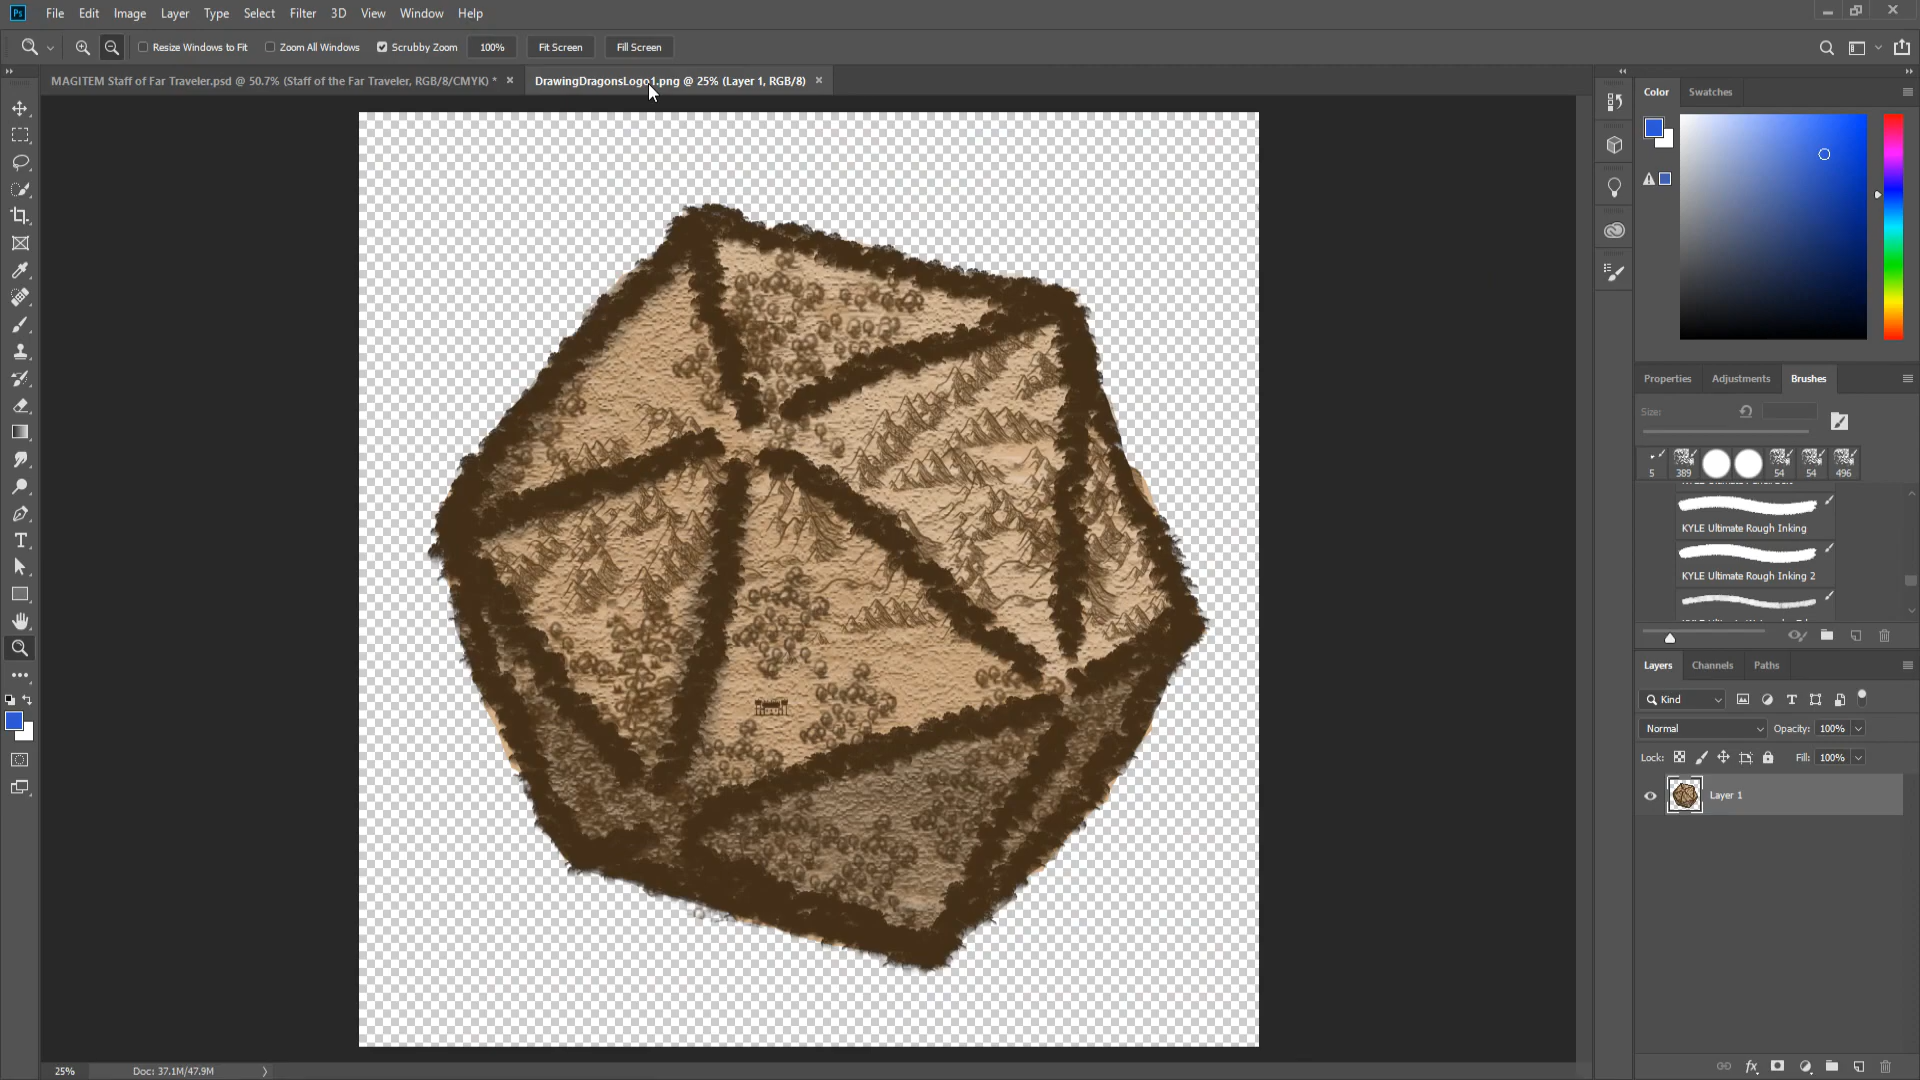 Ps File Edit Image Layer Type Select Filter 3D View Window Help
Resize Windows to Fit Zoom All Windows Scrubby Zoom 100% Fit Screen Fill Screen
MAGITEM Staff of Far Traveler.psd @ 50.7% (Staff of the Far Traveler, RGB/8/CMYK) * DrawingDragonsLogo1.png @ 25% (Layer 1, RGB/8)
Color Swatches
Properties Adjustments Brushes
Size:
5 389 54 54 496
KYLE Ultimate Rough Inking
KYLE Ultimate Rough Inking 2
Layers Channels Paths
Kind
Normal Opacity: 100%
Lock: Fill: 100%
Layer 1
25% Doc: 37.1M/47.9M